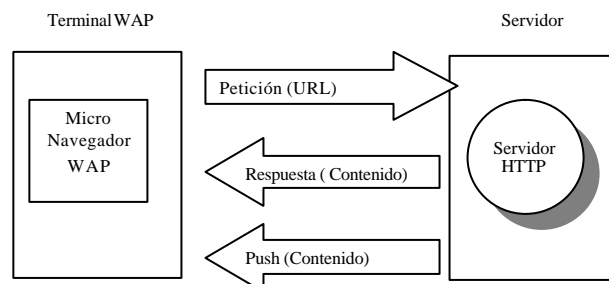 Terminal WAP
Servidor
Micro
Navegador
WAP
Petición (URL)
Respuesta ( Contenido)
Push (Contenido)
Servidor
HTTP